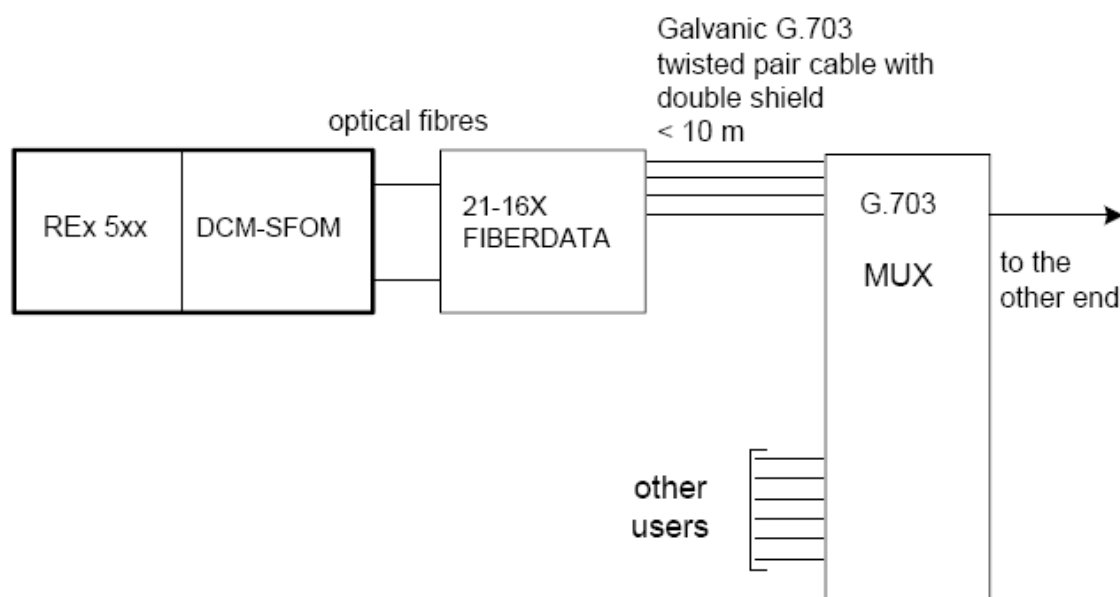 Galvanic G.703
twisted pair cable with
double shield
< 10 m
optical fibres
REx 5xx
DCM-SFOM
21-16X
FIBERDATA
G.703
MUX
to the
other end
other
users